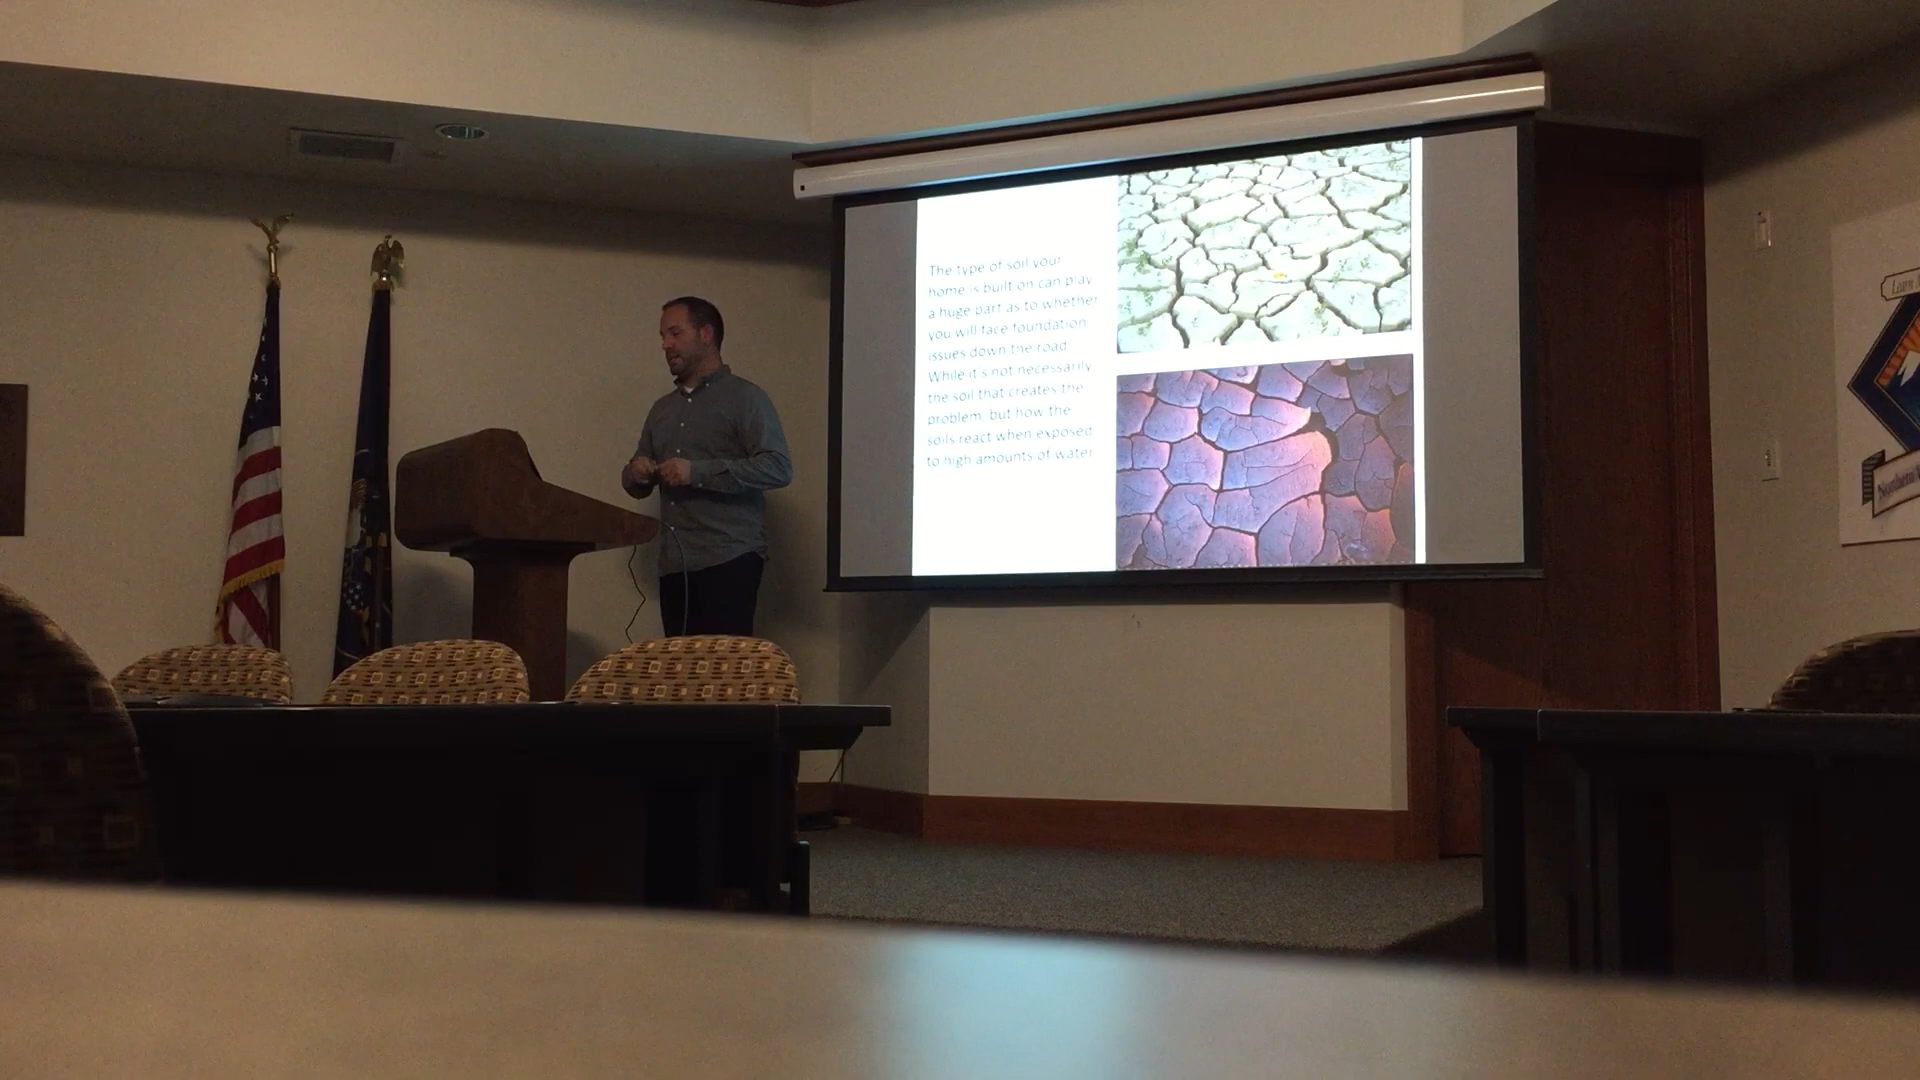 The type of soil your
home is built on can play
a huge part as to whether
you will face foundation
issues down the road.
While it's not necessarily
the soil that creates the
problem, but how the
soils react when exposed
to high amounts of water.
Learn
Northern